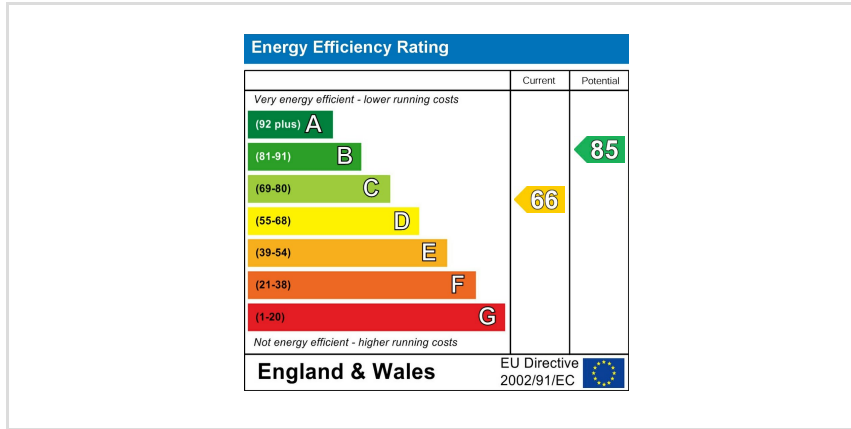 Energy Efficiency Rating
Current Potential
Very energy efficient - lower running costs
(92 plus) A
(81-91) B
85
(69-80) C
66
(55-68) D
(39-54) E
(21-38) F
(1-20) G
Not energy efficient - higher running costs
England & Wales
EU Directive
2002/91/EC